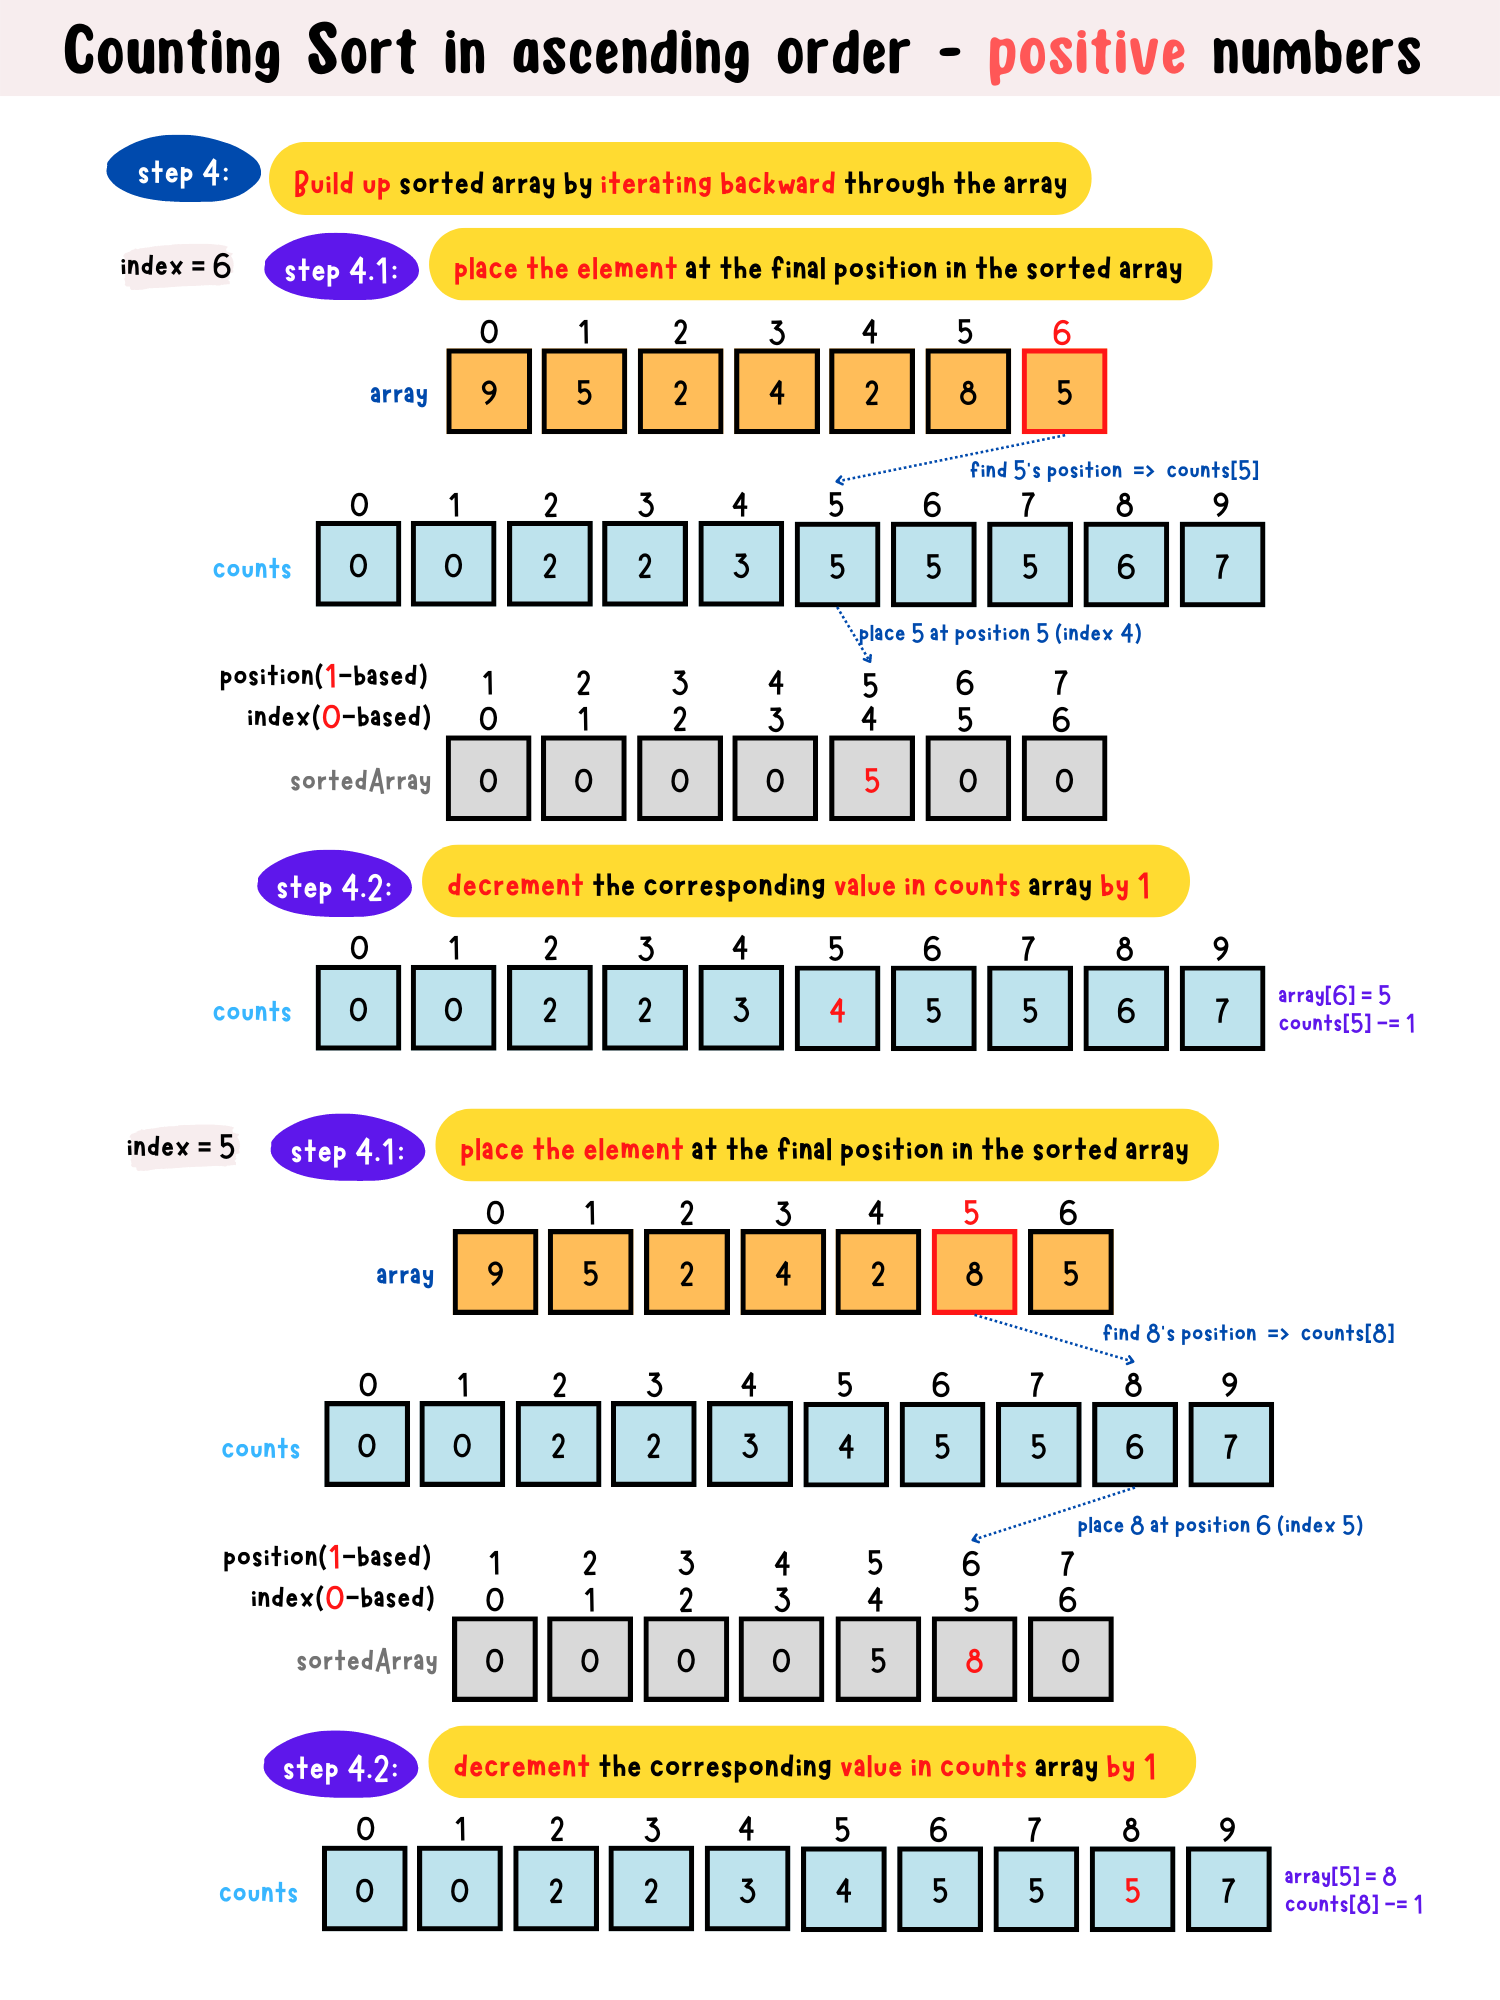 Counting Sort in ascending order - positive numbers
step 4: Build up sorted array by iterating backward through the array
index = 6 step 4.1: place the element at the final position in the sorted array
0 1 2 3 4 5 6
array 9 5 2 4 2 8 5
find 5's position => counts[5]
0 1 2 3 4 5 6 7 8 9
counts 0 0 2 2 3 5 5 5 6 7
place 5 at position 5 (index 4)
position(1-based) 1 2 3 4 5 6 7
index(0-based) 0 1 2 3 4 5 6
sortedArray 0 0 0 0 5 0 0
step 4.2: decrement the corresponding value in counts array by 1
0 1 2 3 4 5 6 7 8 9
counts 0 0 2 2 3 4 5 5 6 7
array[6] = 5
counts[5] -= 1
index = 5 step 4.1: place the element at the final position in the sorted array
0 1 2 3 4 5 6
array 9 5 2 4 2 8 5
find 8's position => counts[8]
0 1 2 3 4 5 6 7 8 9
counts 0 0 2 2 3 4 5 5 6 7
place 8 at position 6 (index 5)
position(1-based) 1 2 3 4 5 6 7
index(0-based) 0 1 2 3 4 5 6
sortedArray 0 0 0 0 5 8 0
step 4.2: decrement the corresponding value in counts array by 1
0 1 2 3 4 5 6 7 8 9
counts 0 0 2 2 3 4 5 5 5 7
array[5] = 8
counts[8] -= 1